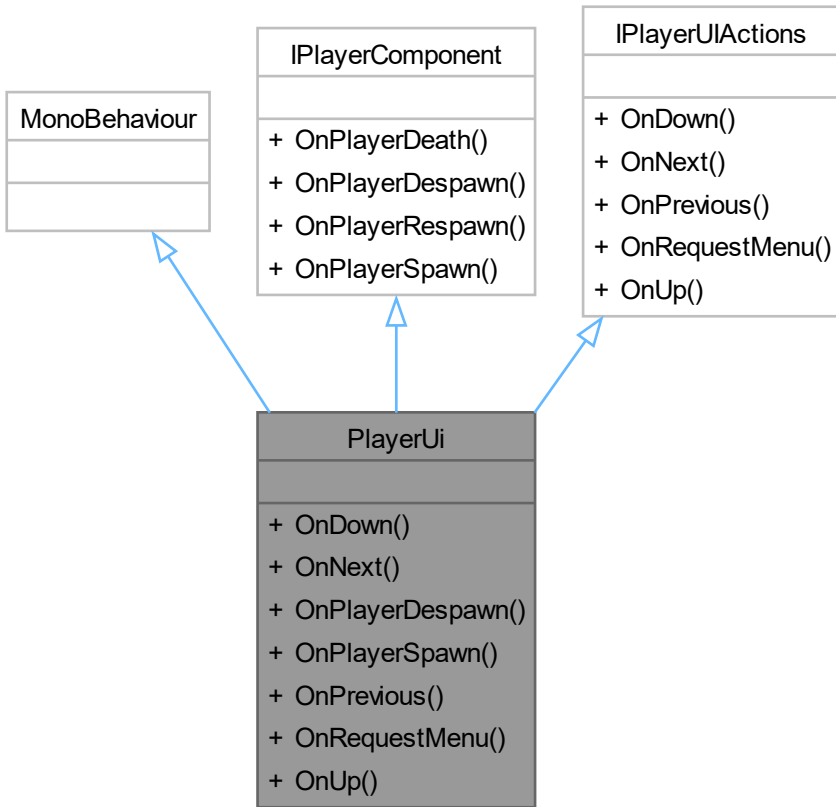 MonoBehaviour
IPlayerComponent
+ OnPlayerDeath()
+ OnPlayerDespawn()
+ OnPlayerRespawn()
+ OnPlayerSpawn()
IPlayerUIActions
+ OnDown()
+ OnNext()
+ OnPrevious()
+ OnRequestMenu()
+ OnUp()
PlayerUi
+ OnDown()
+ OnNext()
+ OnPlayerDespawn()
+ OnPlayerSpawn()
+ OnPrevious()
+ OnRequestMenu()
+ OnUp()